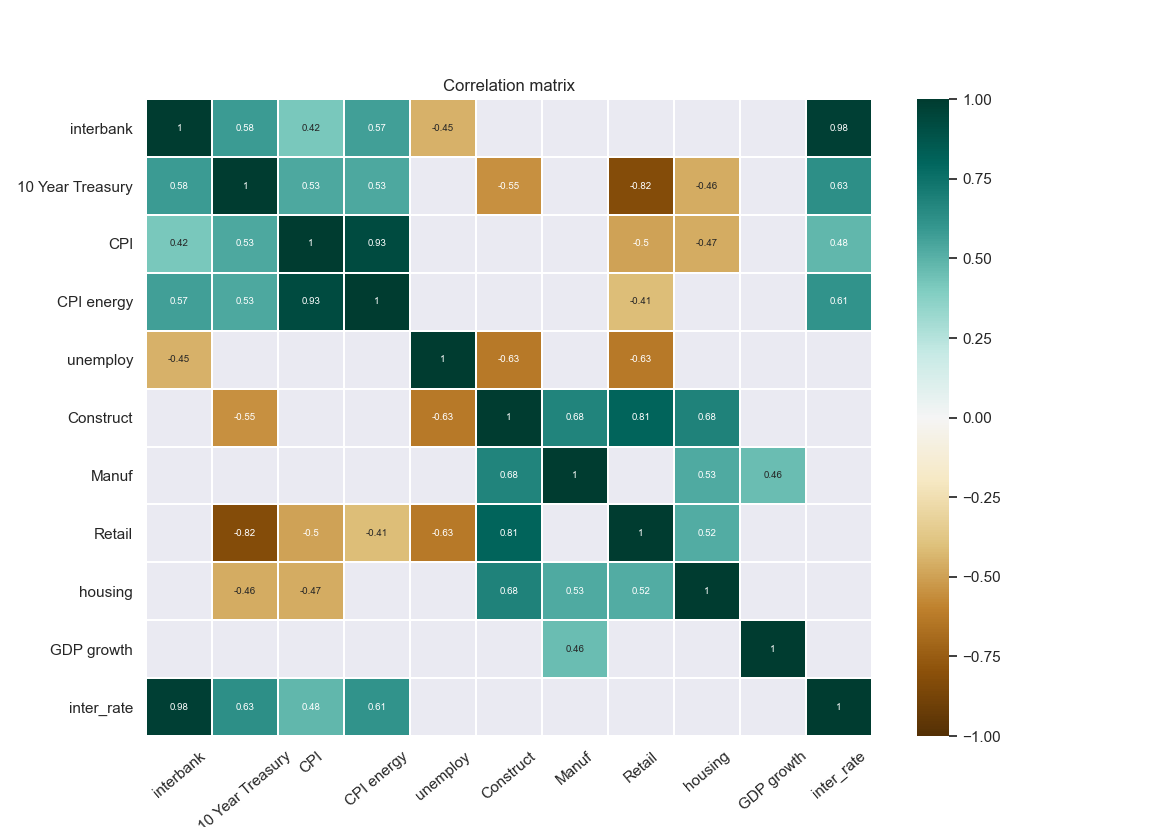 Correlation matrix
interbank 1 0.58 0.42 0.57 -0.45 0.98 1.00
10 Year Treasury 0.58 1 0.53 0.53 -0.55 -0.82 -0.46 0.63 0.75
CPI 0.42 0.53 1 0.93 -0.5 -0.47 0.48 0.50
CPI energy 0.57 0.53 0.93 1 -0.41 0.61 0.25
unemploy -0.45 1 -0.63 -0.63
Construct -0.55 -0.63 1 0.68 0.81 0.68 0.00
Manuf 0.68 1 0.53 0.46 −0.25
Retail -0.82 -0.5 -0.41 -0.63 0.81 1 0.52
housing -0.46 -0.47 0.68 0.53 0.52 1 −0.50
GDP growth 0.46 1 −0.75
inter_rate 0.98 0.63 0.48 0.61 1 −1.00
interbank 10 Year Treasury CPI CPI energy unemploy Construct Manuf Retail housing GDP growth inter_rate